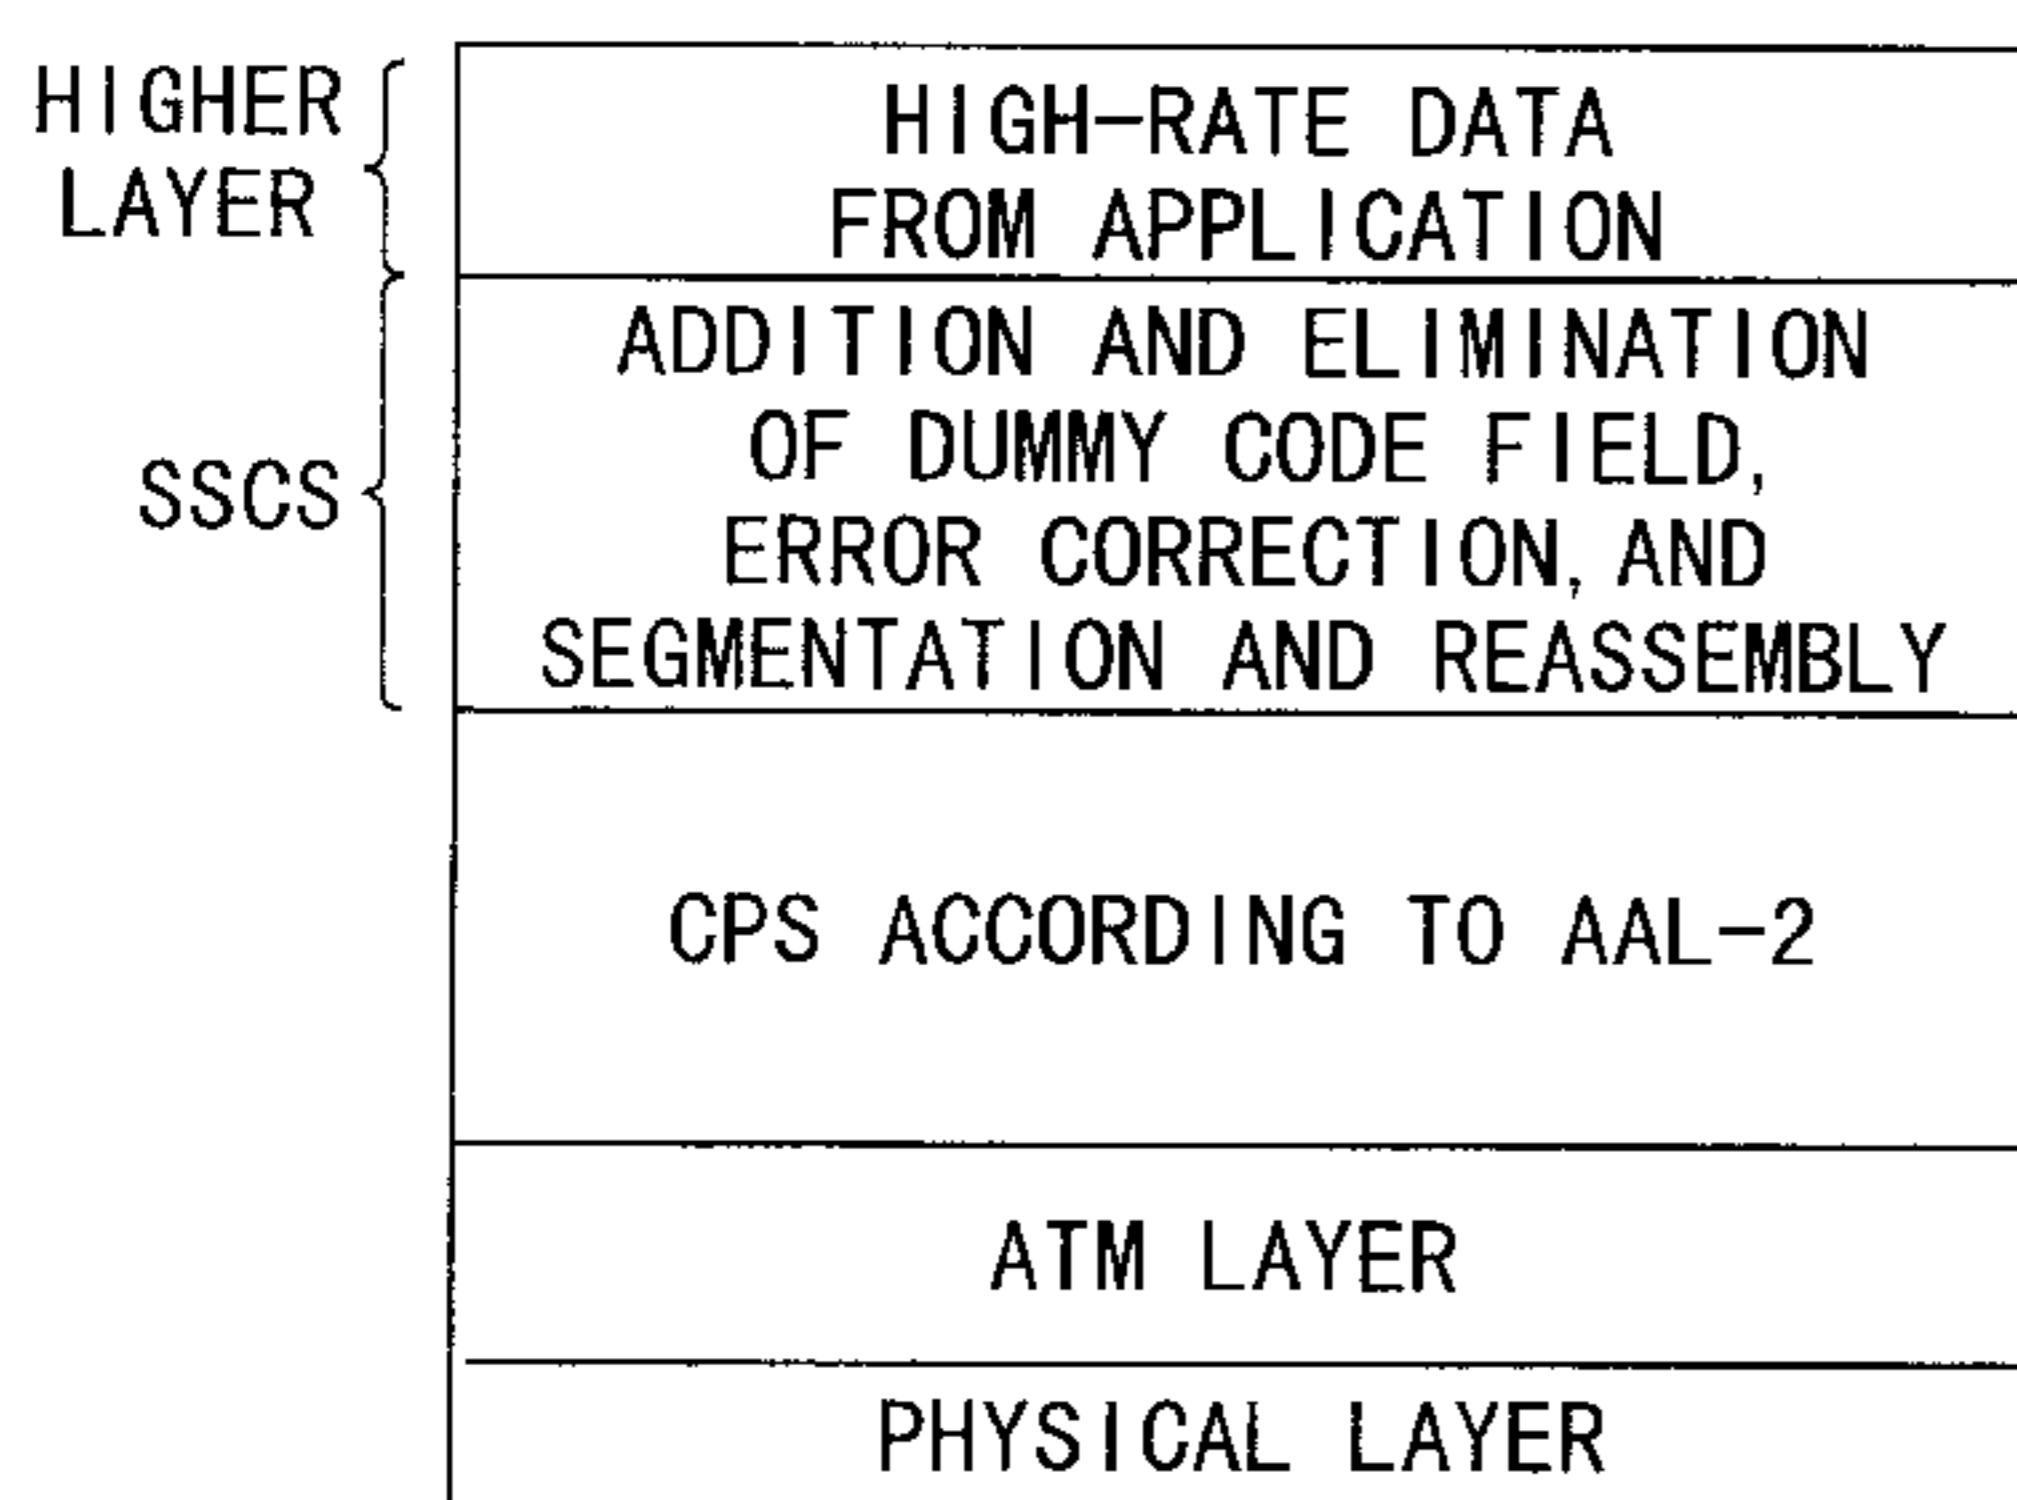 HIGHER
LAYER
HIGH-RATE DATA
FROM APPLICATION
SSCS
ADDITION AND ELIMINATION
OF DUMMY CODE FIELD,
ERROR CORRECTION, AND
SEGMENTATION AND REASSEMBLY
CPS ACCORDING TO AAL-2
ATM LAYER
PHYSICAL LAYER